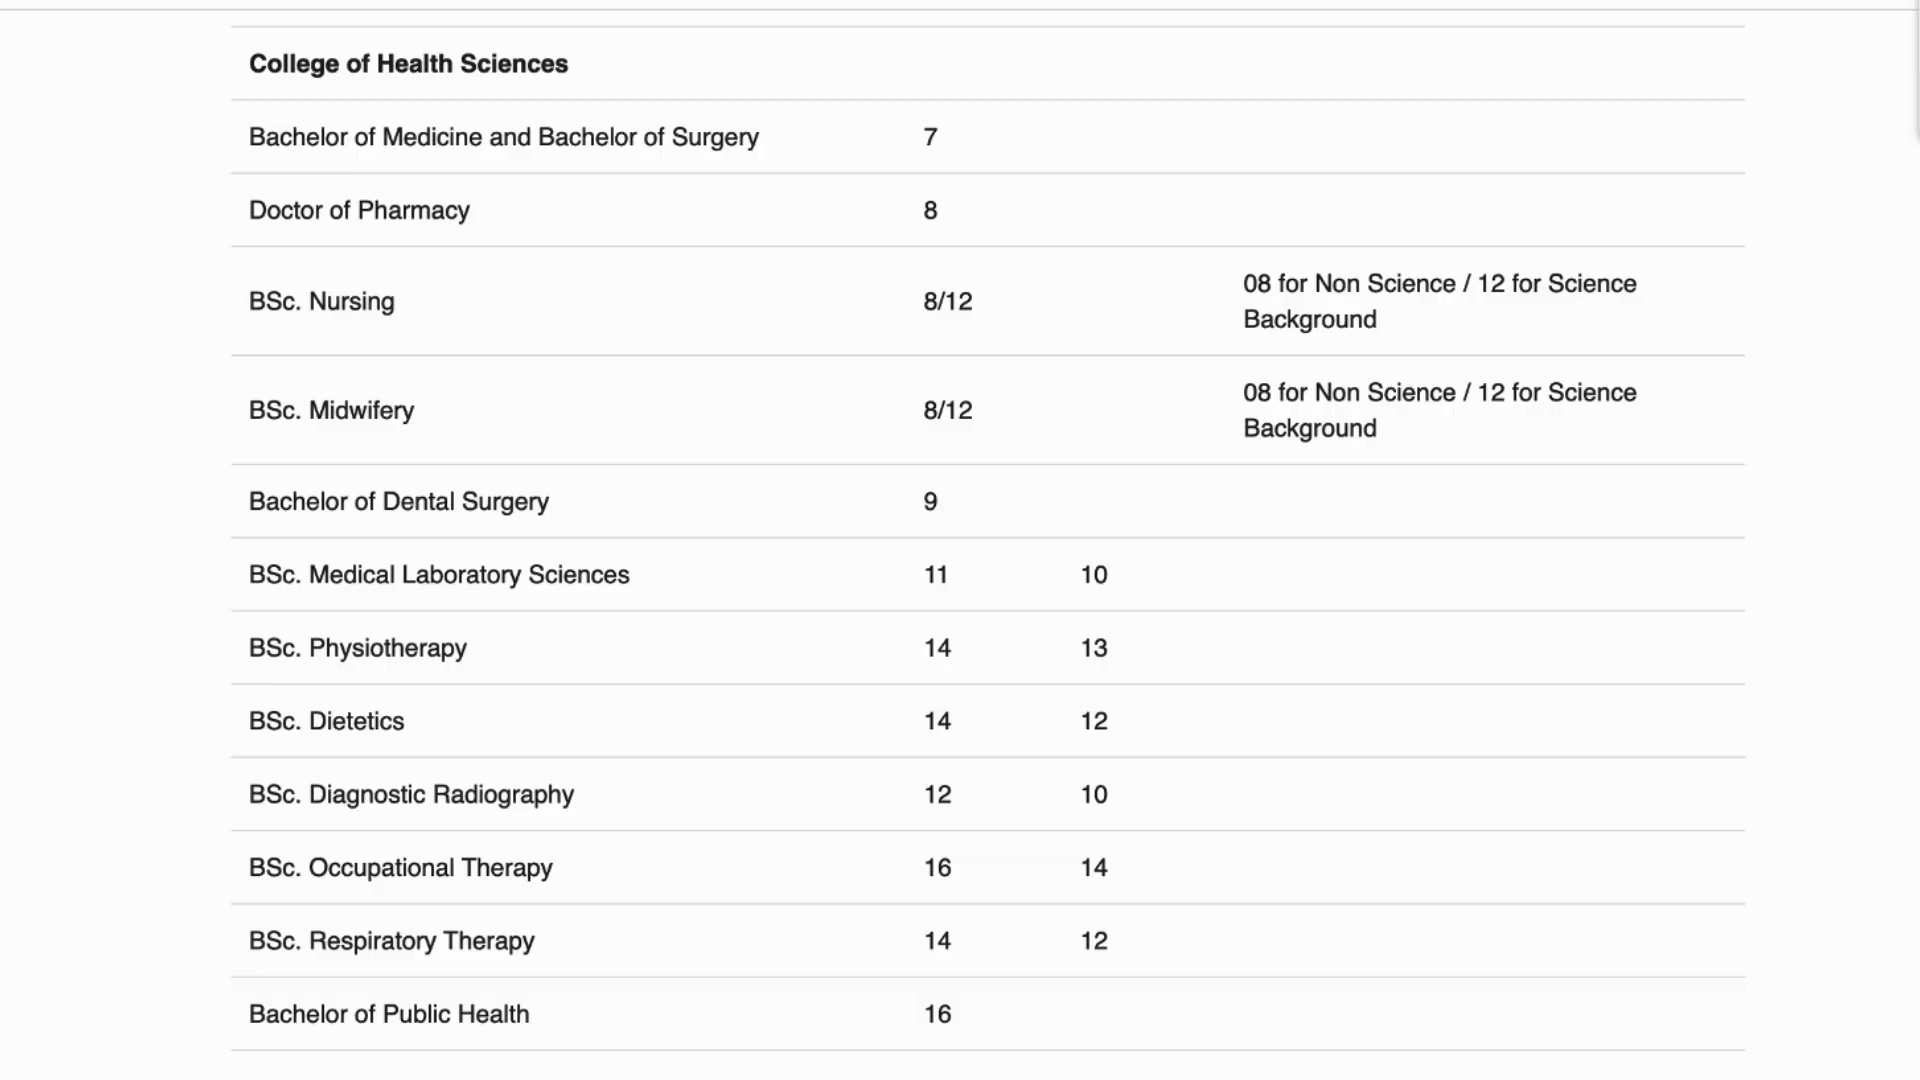 College of Health Sciences
Bachelor of Medicine and Bachelor of Surgery 7
Doctor of Pharmacy 8
BSc. Nursing 8/12 08 for Non Science / 12 for Science
Background
BSc. Midwifery 8/12 08 for Non Science / 12 for Science
Background
Bachelor of Dental Surgery 9
BSc. Medical Laboratory Sciences 11 10
BSc. Physiotherapy 14 13
BSc. Dietetics 14 12
BSc. Diagnostic Radiography 12 10
BSc. Occupational Therapy 16 14
BSc. Respiratory Therapy 14 12
Bachelor of Public Health 16